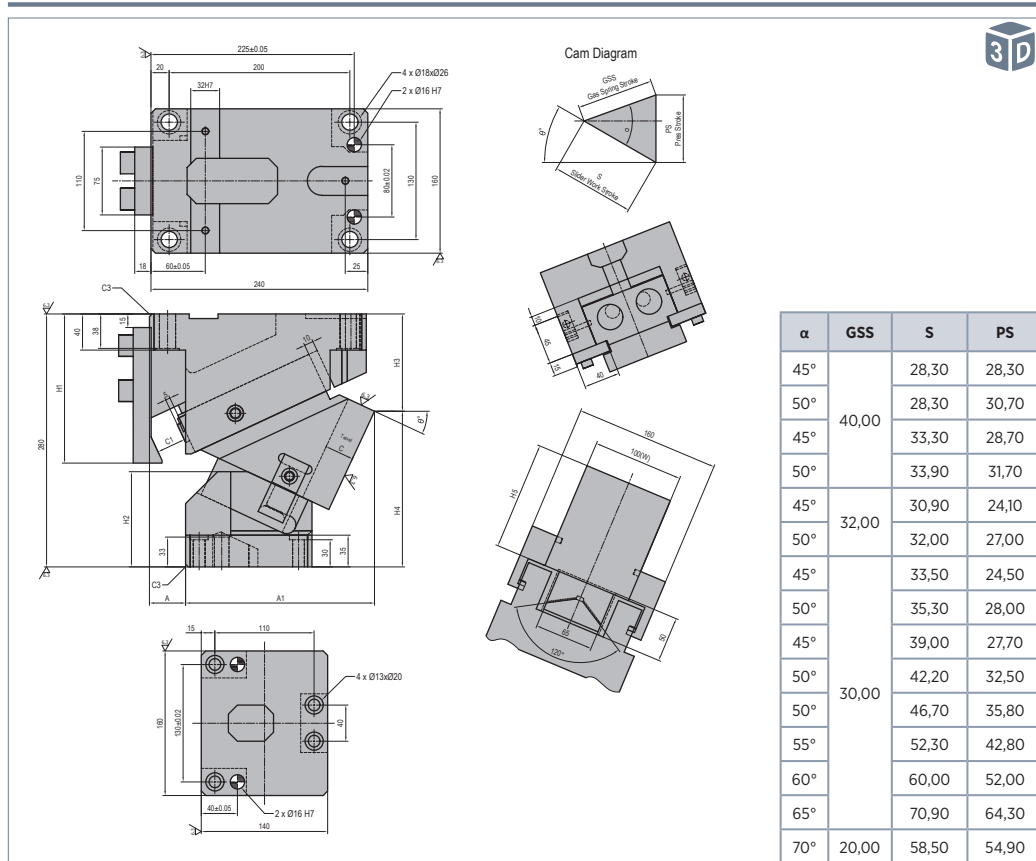 3D
225±0.05
20
200
32H7
4 x Ø18xØ26
2 x Ø16 H7
110
75
80±0.02
130
160
18
60±0.05
25
240
Cam Diagram
GSS
Gas Spring Stroke
θ°
α
PS
Press Stroke
S
Slider Work Stroke
C3
40
38
15
10
H1
H3
280
C1
θ°
C
H2
H4
33
30
35
C3
A
A1
10
45
15
40
160
100(W)
H5
65
50
120°
15
110
4 x Ø13xØ20
160
130±0.02
40
40±0.05
2 x Ø16 H7
140
α GSS S PS
45° 40,00 28,30 28,30
50° 28,30 30,70
45° 33,30 28,70
50° 33,90 31,70
45° 32,00 30,90 24,10
50° 32,00 27,00
45° 30,00 33,50 24,50
50° 35,30 28,00
45° 39,00 27,70
50° 42,20 32,50
50° 46,70 35,80
55° 52,30 42,80
60° 60,00 52,00
65° 70,90 64,30
70° 20,00 58,50 54,90